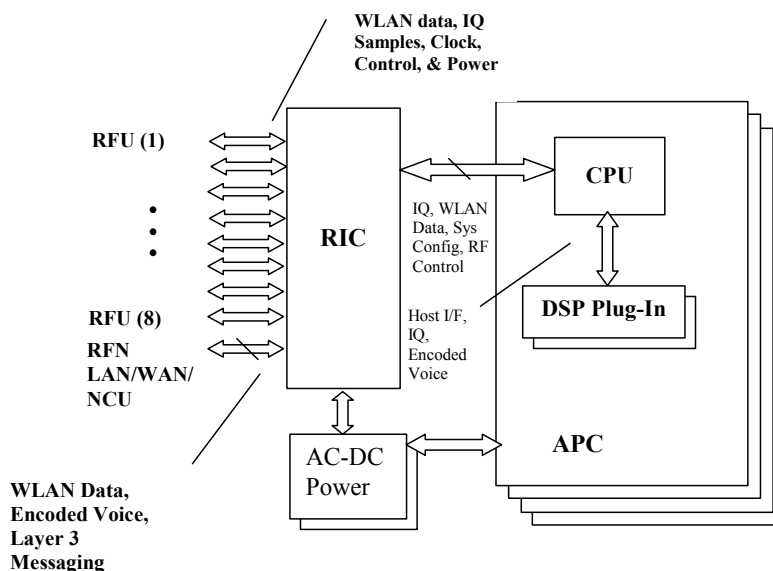 WLAN data, IQ
Samples, Clock,
Control, & Power
RFU (1)
RIC
CPU
IQ, WLAN
Data, Sys
Config, RF
Control
DSP Plug-In
Host I/F,
IQ,
Encoded
Voice
RFU (8)
RFN
LAN/WAN/
NCU
APC
AC-DC
Power
WLAN Data,
Encoded Voice,
Layer 3
Messaging